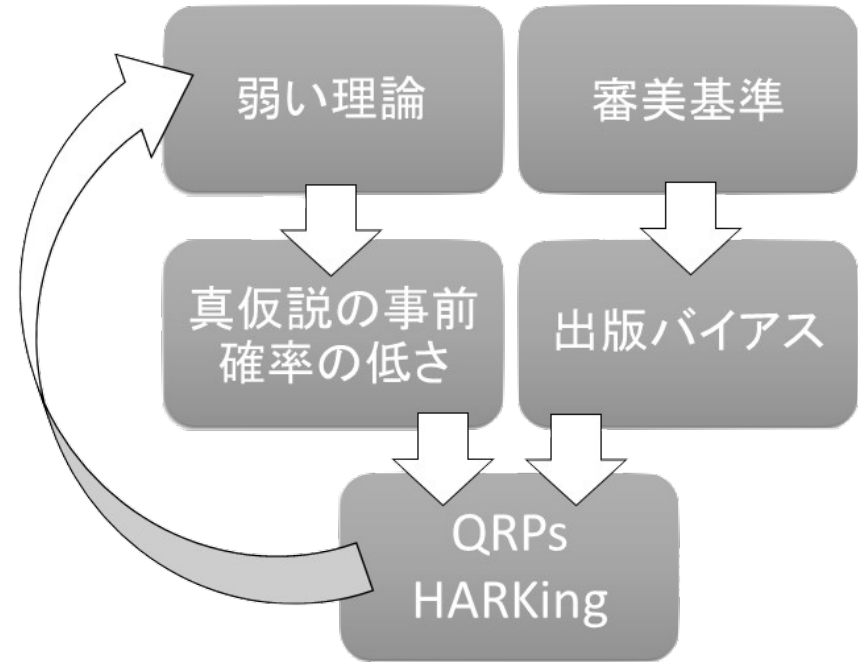 弱い理論
審美基準
真仮説の事前
確率の低さ
出版バイアス
QRPs
HARKing